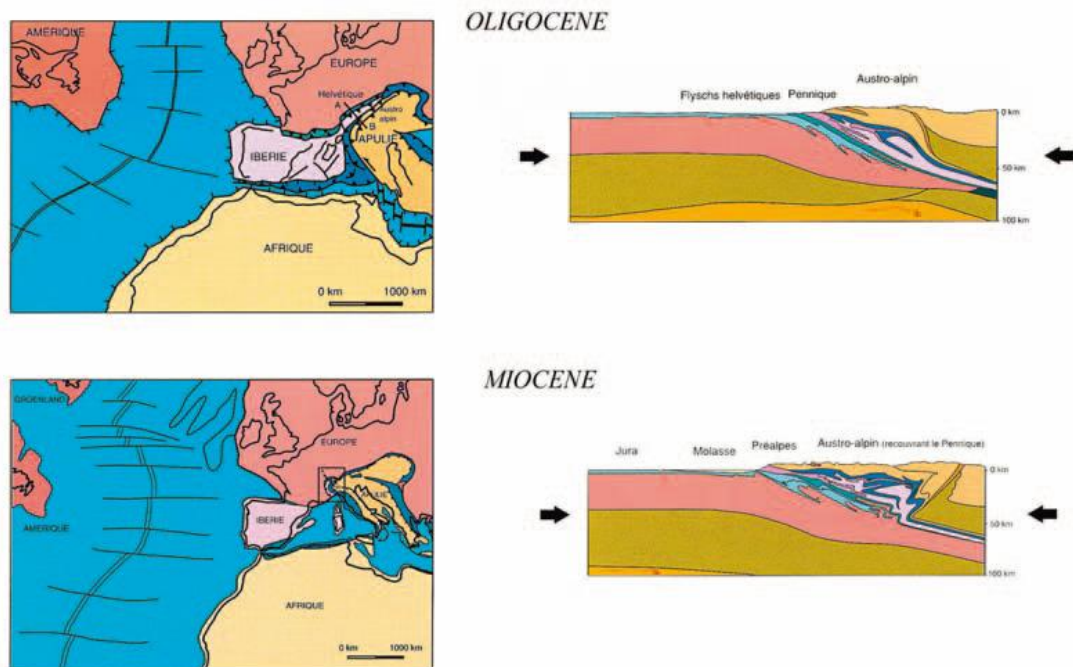 OLIGOCENE
AMÉRIQUE
EUROPE
Helvétique
A
Austro
alpin
B
APULIE
IBERIE
AFRIQUE
0 km 1000 km
Austro-alpin
Flyschs helvétiques Pennique
0 km
50 km
100 km
MIOCENE
GROENLAND
EUROPE
APULIE
IBERIE
AMERIQUE
AFRIQUE
0 km 1000 km
Jura Molasse Préalpes Austro-alpin (recouvrant le Pennique)
0 km
50 km
100 km